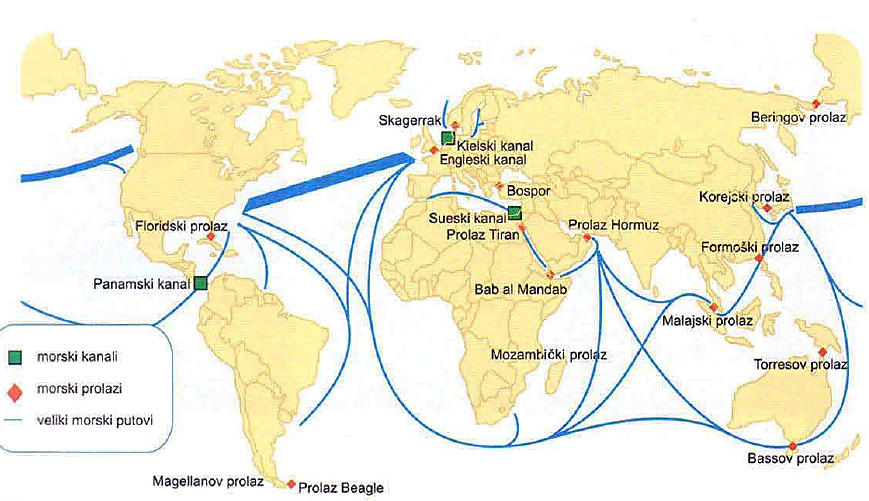 Skagerrak
Beringov prolaz
Kielski kanal
Engleski kanal
Bospor
Korejcki prolaz
Floridski prolaz
Sueski kanal
Prolaz Hormuz
Prolaz Tiran
Formoški prolaz
Panamski kanal
Bab al Mandab
Malajski prolaz
morski kanali
Mozambički prolaz
Torresov prolaz
morski prolazi
veliki morski putovi
Bassov prolaz
Magellanov prolaz
Prolaz Beagle